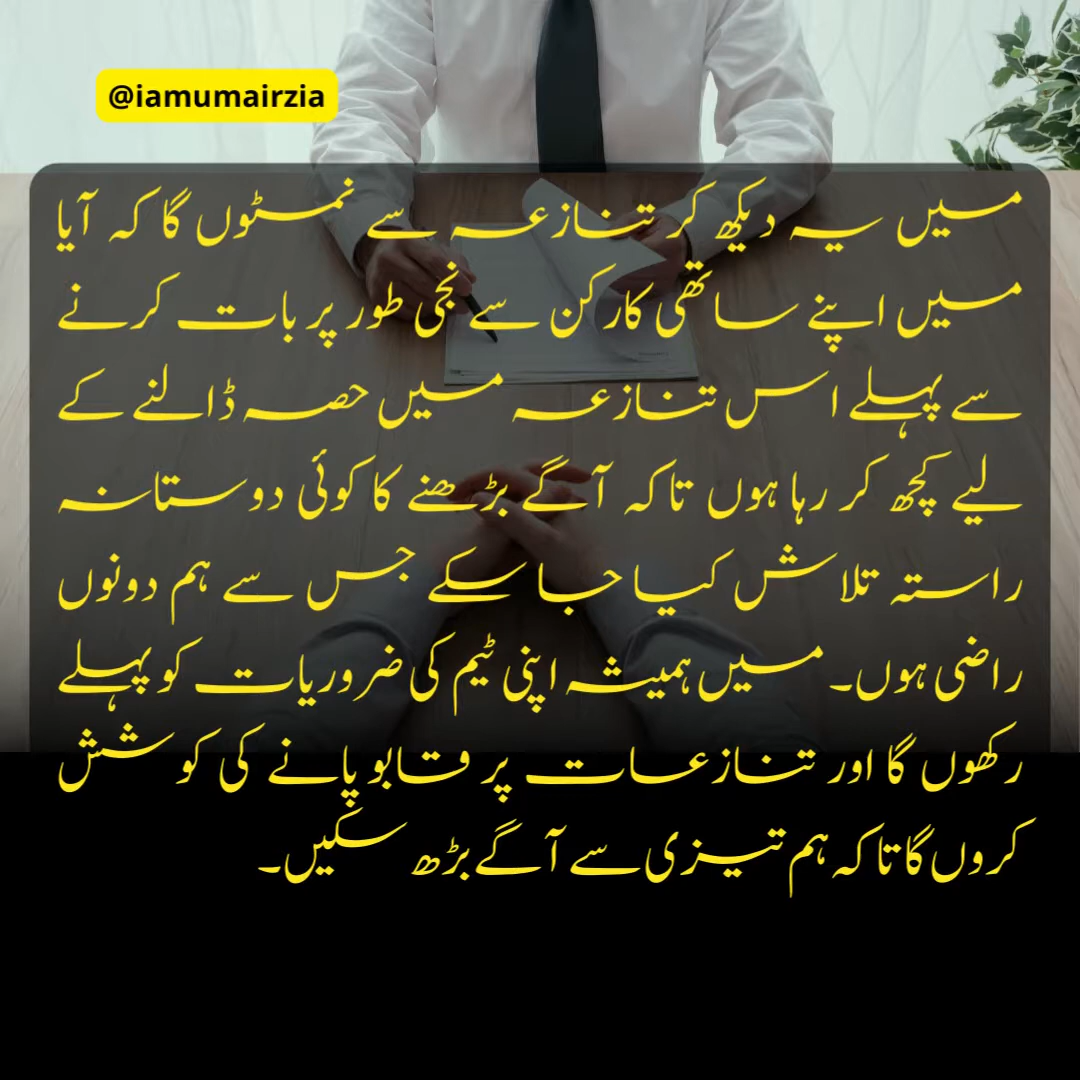 @iamumairzia
میں یہ دیکھ کر تنازعہ سے نمٹوں گا کہ آیا
میں اپنے ساتھی کارکن سے نجی طور پر بات کرنے
سے پہلے اس تنازعہ میں حصہ ڈالنے کے
لیے کچھ کر رہا ہوں تاکہ آگے بڑھنے کا کوئی دوستانہ
راستہ تلاش کیا جا سکے جس سے ہم دونوں
راضی ہوں۔ میں ہمیشہ اپنی ٹیم کی ضروریات کو پہلے
رکھوں گا اور تنازعات پر قابو پانے کی کوشش
کروں گا تاکہ ہم تیزی سے آگے بڑھ سکیں۔